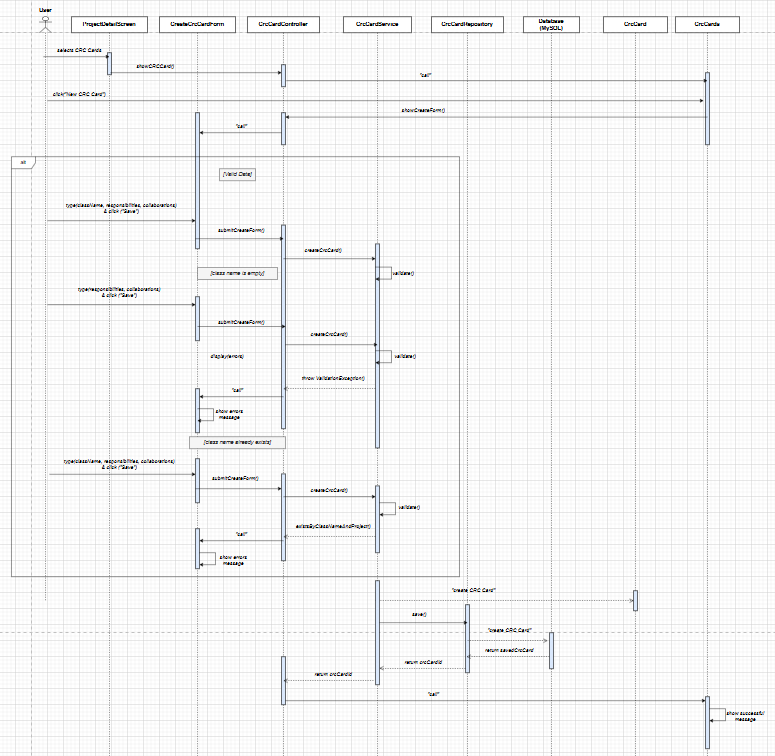 User
ProjectDetailScreen
CreateCrcCardForm
CrcCardController
CrcCardService
CrcCardRepository
Database
(MySQL)
CrcCard
CrcCards
selects CRC Cards
showCRCCard()
"call"
click("New CRC Card")
showCreateForm()
"call"
alt
[Valid Data]
type(className, responsibilities, collaborations)
& click ("Save")
submitCreateForm()
createCrcCard()
validate()
[class name is empty]
type(responsibilities, collaborations)
& click ("Save")
submitCreateForm()
createCrcCard()
validate()
display(errors)
throw ValidationException()
"call"
show errors
message
[class name already exists]
type(className, responsibilities, collaborations)
& click ("Save")
submitCreateForm()
createCrcCard()
validate()
existsByClassNameAndProject()
"call"
show errors
message
"create CRC Card"
save()
"create CRC Card"
return savedCrcCard
return crcCardId
return crcCardId
"call"
show successful
message